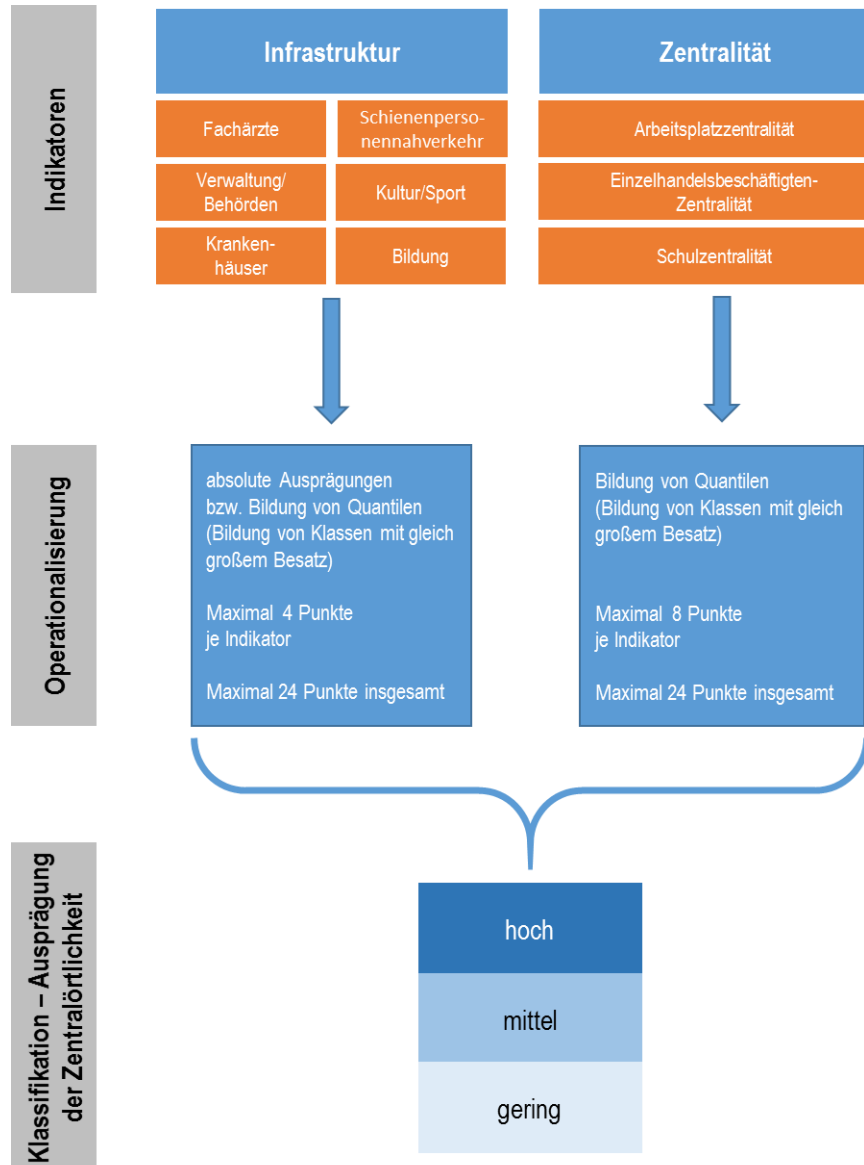 Indikatoren
Infrastruktur
Fachärzte
Schienenperso-
nennahverkehr
Verwaltung/
Behörden
Kultur/Sport
Kranken-
häuser
Bildung
Zentralität
Arbeitsplatzzentralität
Einzelhandelsbeschäftigten-
Zentralität
Schulzentralität
Operationalisierung
absolute Ausprägungen
bzw. Bildung von Quantilen
(Bildung von Klassen mit gleich
großem Besatz)
Maximal 4 Punkte
je Indikator
Maximal 24 Punkte insgesamt
Bildung von Quantilen
(Bildung von Klassen mit gleich
großem Besatz)
Maximal 8 Punkte
je Indikator
Maximal 24 Punkte insgesamt
Klassifikation – Ausprägung
der Zentralörtlichkeit
hoch
mittel
gering